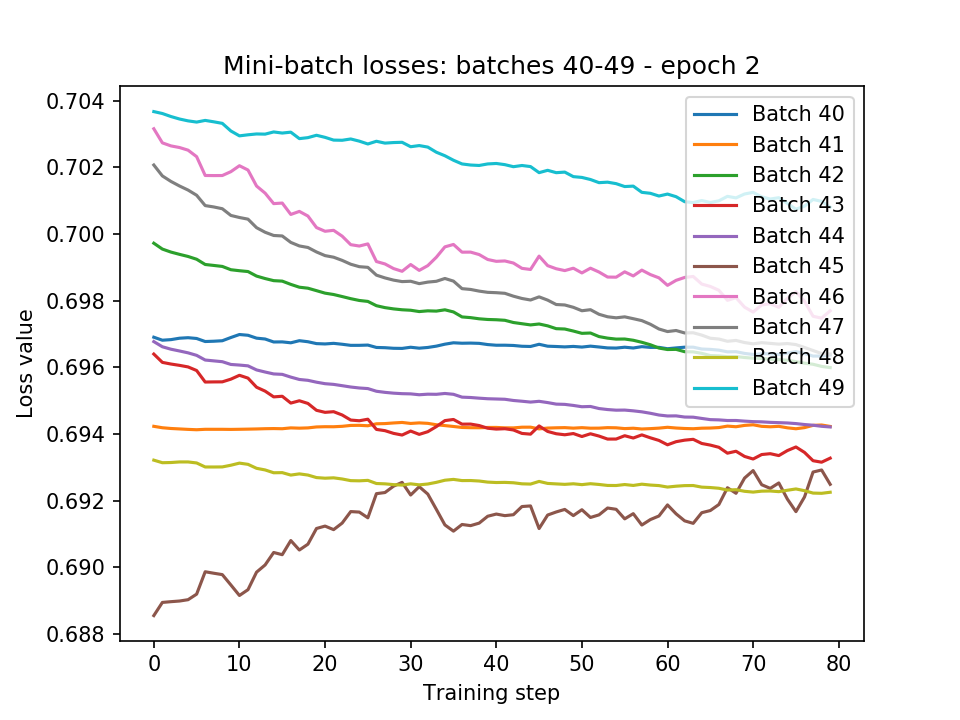 Mini-batch losses: batches 40-49 - epoch 2
0.704
0.702
0.700
0.698
0.696
0.694
0.692
0.690
0.688
Loss value
Batch 40
Batch 41
Batch 42
Batch 43
Batch 44
Batch 45
Batch 46
Batch 47
Batch 48
Batch 49
0 10 20 30 40 50 60 70 80
Training step